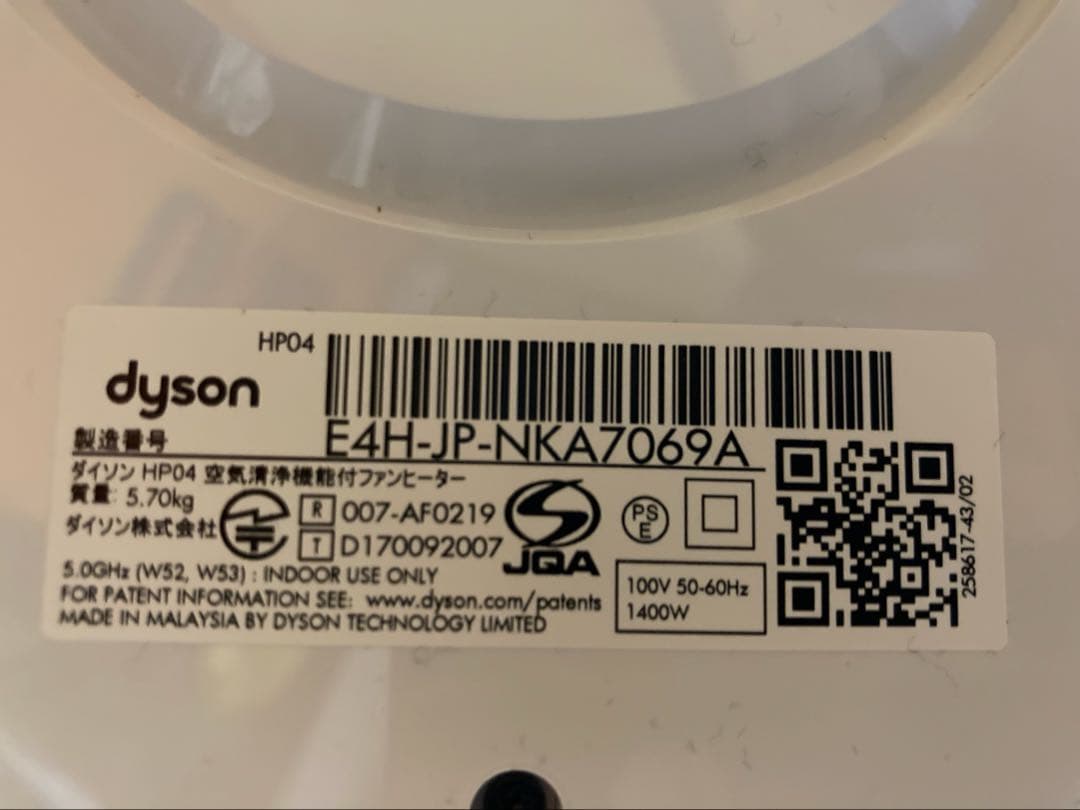 HP04
dyson
製造番号 E4H-JP-NKA7069A
ダイソン HP04 空気清浄機能付ファンヒーター
質量: 5.70kg
ダイソン株式会社
R 007-AF0219
T D170092007
JQA
PS
E
5.0GHz (W52, W53) : INDOOR USE ONLY
FOR PATENT INFORMATION SEE: www.dyson.com/patents
MADE IN MALAYSIA BY DYSON TECHNOLOGY LIMITED
100V 50-60Hz
1400W
258617-43/02